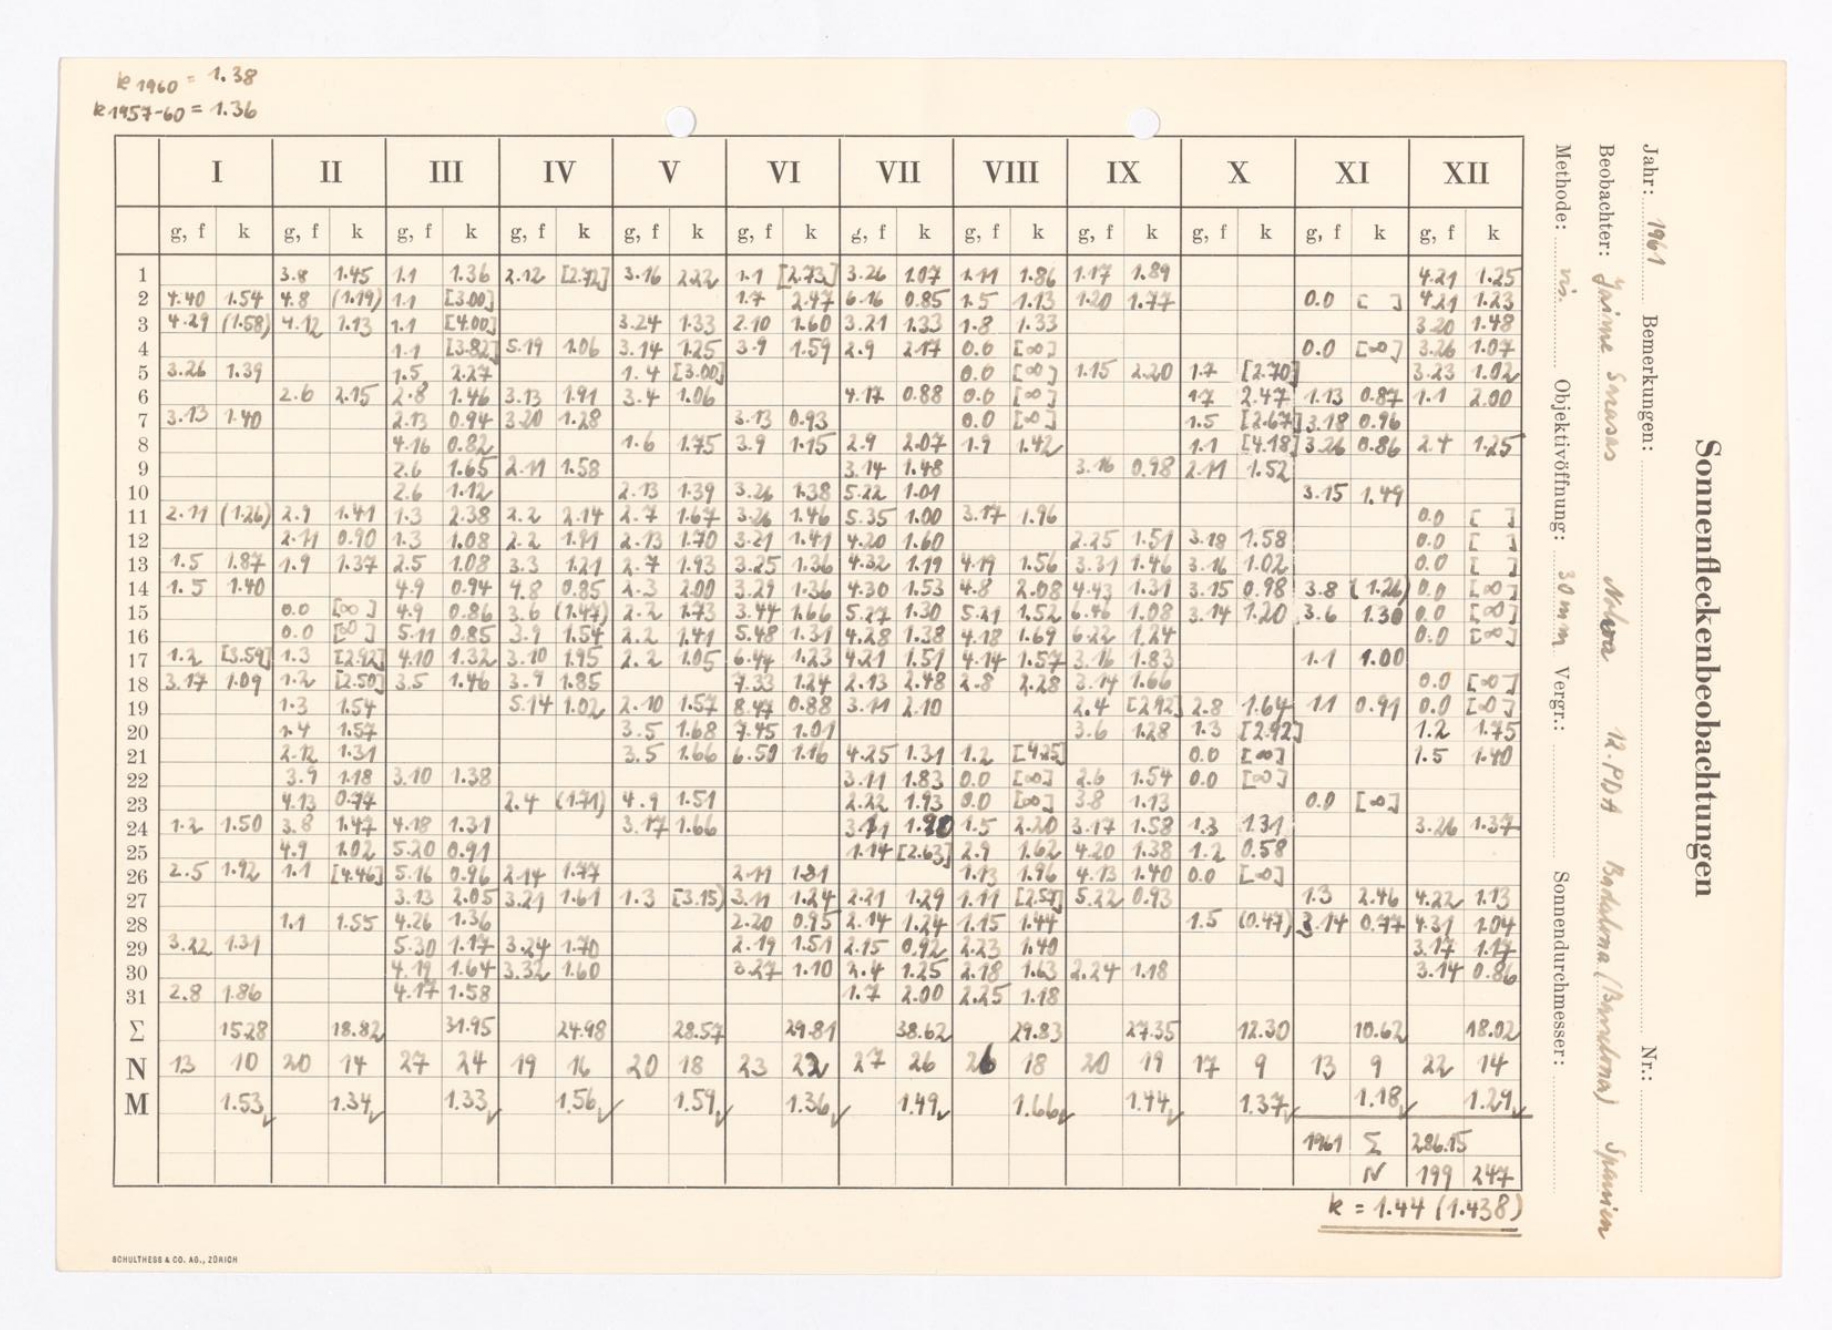 k 1960 = 1.38
k 1957-60 = 1.36
I II III IV V VI VII VIII IX X XI XII
g, f k g, f k g, f k g, f k g, f k g, f k g, f k g, f k g, f k g, f k g, f k g, f k
1 3.8 1.45 1.1 1.36 2.12 [2.72] 3.16 2.22 1.1 [2.73] 3.26 1.07 1.11 1.86 1.17 1.89 4.21 1.25
2 4.40 1.54 4.8 (1.19) 1.1 [3.00] 1.7 2.47 6.16 0.85 1.5 1.13 1.20 1.77 0.0 [ ] 4.21 1.23
3 4.29 (1.58) 4.12 1.13 1.1 [4.00] 3.24 1.33 2.10 1.60 3.21 1.33 1.8 1.33 3.20 1.48
4 1.1 [3.82] 5.19 1.06 3.14 1.25 3.9 1.59 2.9 2.17 0.0 [∞] 0.0 [∞] 3.26 1.07
5 3.26 1.39 1.5 2.27 1.4 [3.00] 0.0 [∞] 1.15 2.20 1.7 [2.70] 3.23 1.02
6 2.6 2.15 2.8 1.46 3.13 1.91 3.4 1.06 4.17 0.88 0.0 [∞] 1.7 2.47 1.13 0.87 1.1 2.00
7 3.13 1.40 2.13 0.94 3.20 1.28 3.13 0.93 0.0 [∞] 1.5 [2.67] 3.18 0.96
8 4.16 0.82 1.6 1.75 3.9 1.15 2.9 2.07 1.9 1.42 1.1 [4.18] 3.26 0.86 2.4 1.25
9 2.6 1.65 2.11 1.58 3.14 1.48 3.16 0.98 2.11 1.52
10 2.6 1.12 2.13 1.39 3.26 1.38 5.22 1.01 3.15 1.49
11 2.11 (1.26) 2.9 1.41 1.3 2.38 2.2 2.14 2.7 1.67 3.26 1.46 5.35 1.00 3.17 1.96 0.0 [ ]
12 2.11 0.90 1.3 1.08 2.2 1.91 2.13 1.70 3.21 1.41 4.20 1.60 2.25 1.51 3.18 1.58 0.0 [ ]
13 1.5 1.87 1.9 1.37 2.5 1.08 3.3 1.21 2.7 1.93 3.25 1.36 4.32 1.19 4.19 1.56 3.31 1.46 3.16 1.02 0.0 [ ]
14 1.5 1.40 4.9 0.94 4.8 0.85 2.3 2.00 3.29 1.36 4.30 1.53 4.8 2.08 4.43 1.31 3.15 0.98 3.8 (1.26) 0.0 [∞]
15 0.0 [∞] 4.9 0.86 3.6 (1.47) 2.2 1.73 3.44 1.66 5.27 1.30 5.21 1.52 6.46 1.08 3.14 1.20 3.6 1.30 0.0 [∞]
16 0.0 [∞] 5.11 0.85 3.9 1.54 2.2 1.41 5.48 1.31 4.28 1.38 4.18 1.69 6.22 1.24 0.0 [∞]
17 1.2 [3.59] 1.3 [2.92] 4.10 1.32 3.10 1.95 2.2 1.05 6.44 1.23 4.21 1.51 4.14 1.57 3.16 1.83 1.1 1.00
18 3.17 1.09 1.2 [2.50] 3.5 1.46 3.9 1.85 7.33 1.24 2.13 2.48 2.8 2.28 3.14 1.66 0.0 [∞]
19 1.3 1.54 5.14 1.02 2.10 1.57 8.47 0.88 3.11 2.10 2.4 [2.92] 2.8 1.64 1.1 0.91 0.0 [∞]
20 1.4 1.57 3.5 1.68 7.45 1.01 3.6 1.28 1.3 [2.92] 1.2 1.75
21 2.12 1.31 3.5 1.66 6.50 1.16 4.25 1.31 1.2 [4.25] 0.0 [∞] 1.5 1.40
22 3.9 1.18 3.10 1.38 3.11 1.83 0.0 [∞] 2.6 1.54 0.0 [∞]
23 4.13 0.77 2.4 (1.71) 4.9 1.51 2.22 1.93 0.0 [∞] 3.8 1.13 0.0 [∞]
24 1.2 1.50 3.8 1.47 4.18 1.31 3.17 1.66 1.5 2.20 3.17 1.58 1.3 1.31 3.26 1.37
25 4.9 1.02 5.20 0.91 1.14 [2.63] 2.9 1.62 4.20 1.38 1.2 0.58
26 2.5 1.92 1.1 [4.46] 5.16 0.96 2.14 1.77 2.11 1.31 1.13 1.96 4.13 1.40 0.0 [∞]
27 3.13 2.05 3.21 1.61 1.3 [3.15] 3.11 1.24 2.21 1.29 1.11 [2.57] 5.22 0.93 1.3 2.46 4.22 1.13
28 1.1 1.55 4.26 1.36 2.20 0.95 2.14 1.24 1.15 1.44 1.5 (0.47) 3.14 0.77 4.31 1.04
29 3.22 1.31 5.30 1.17 3.24 1.70 2.19 1.51 2.15 0.92 2.23 1.40 3.17 1.17
30 4.19 1.64 3.32 1.60 3.27 1.10 2.4 1.25 2.18 1.63 2.24 1.18 3.14 0.86
31 2.8 1.86 4.17 1.58 1.7 2.00 2.25 1.18
Σ 15.28 18.82 31.95 24.98 28.57 29.81 38.62 29.83 27.35 12.30 10.62 18.02
N 13 10 20 14 27 24 19 16 20 18 23 22 27 26 26 18 20 19 17 9 13 9 22 14
M 1.53 1.34 1.33 1.56 1.59 1.36 1.49 1.66 1.44 1.37 1.18 1.29
1961 Σ 286.15
N 199 247
k = 1.44 (1.438)
SCHULTHESS & CO. AG., ZÜRICH
Sonnenfleckenbeobachtungen
Jahr: 1961 Bemerkungen: Nr.:
Beobachter: Jaime 12.PDA Badalona (Barcelona) Spanien
Methode: vis. Objektivöffnung: 30mm Vergr.: Sonnendurchmesser: